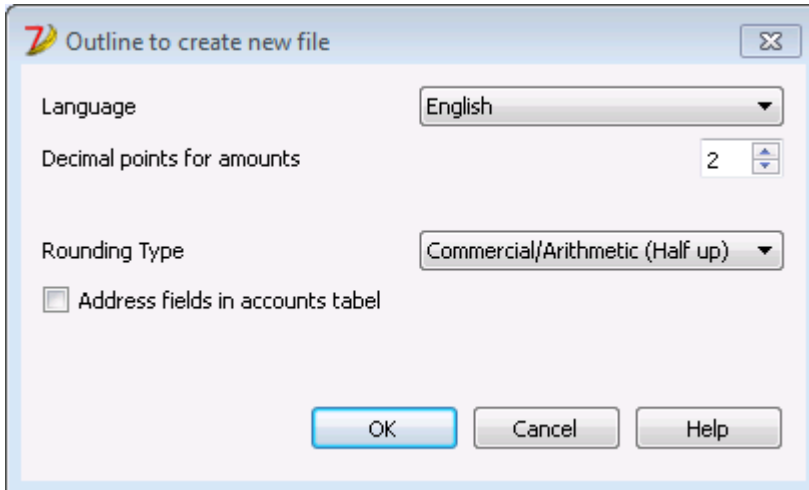 Outline to create new file
Language English
Decimal points for amounts 2
Rounding Type Commercial/Arithmetic (Half up)
Address fields in accounts tabel
OK Cancel Help